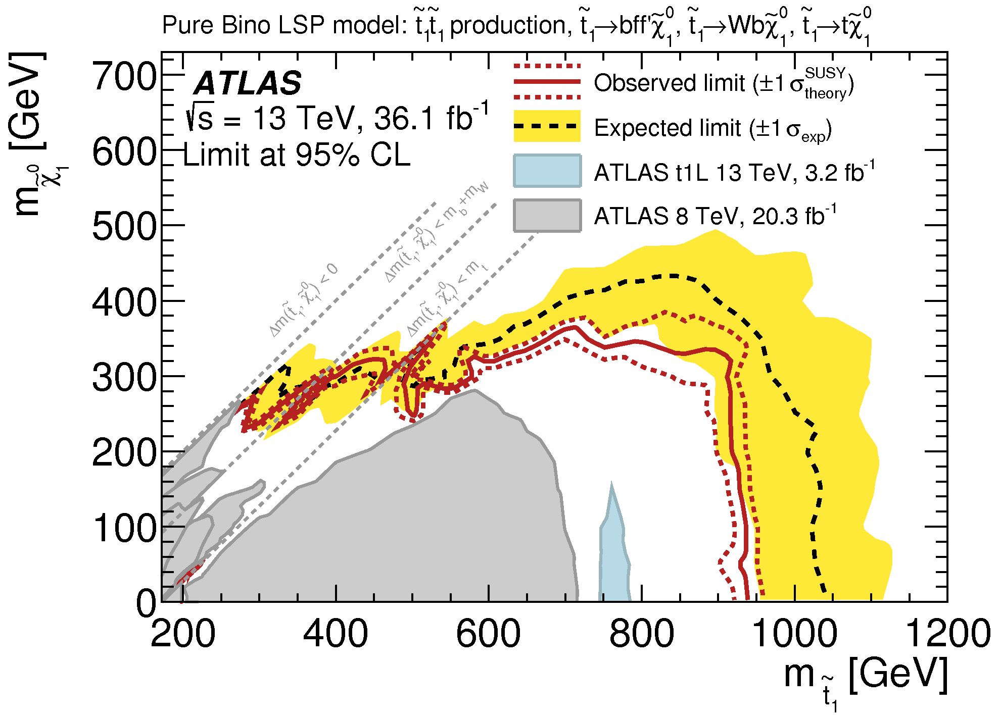 Pure Bino LSP model: t̃₁t̃₁ production, t̃₁→bff'χ̃₁⁰, t̃₁→Wbχ̃₁⁰, t̃₁→tχ̃₁⁰
ATLAS
√s = 13 TeV, 36.1 fb⁻¹
Limit at 95% CL
Observed limit (±1 σ^SUSY_theory)
Expected limit (±1 σ_exp)
ATLAS t1L 13 TeV, 3.2 fb⁻¹
ATLAS 8 TeV, 20.3 fb⁻¹
Δm(t̃₁, χ̃₁⁰) < 0
Δm(t̃₁, χ̃₁⁰) < m_b+m_W
Δm(t̃₁, χ̃₁⁰) < m_t
m_χ̃₁⁰ [GeV]
700
600
500
400
300
200
100
0
200 400 600 800 1000 1200
m_t̃₁ [GeV]